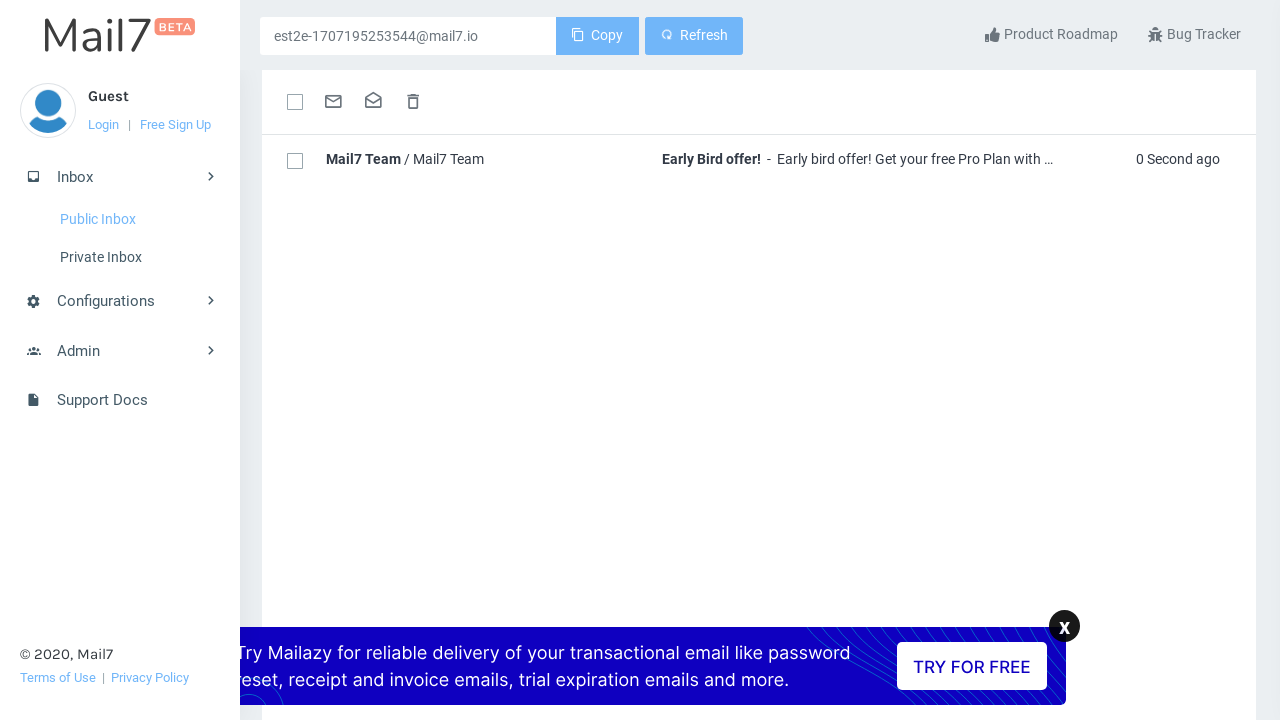 Mail7 BETA
Guest
Login | Free Sign Up
Inbox
Public Inbox
Private Inbox
Configurations
Admin
Support Docs
© 2020, Mail7
Terms of Use | Privacy Policy
est2e-1707195253544@mail7.io
Copy
Refresh
Product Roadmap
Bug Tracker
Mail7 Team / Mail7 Team
Early Bird offer! - Early bird offer! Get your free Pro Plan with ...
0 Second ago
x
Try Mailazy for reliable delivery of your transactional email like password
reset, receipt and invoice emails, trial expiration emails and more.
TRY FOR FREE